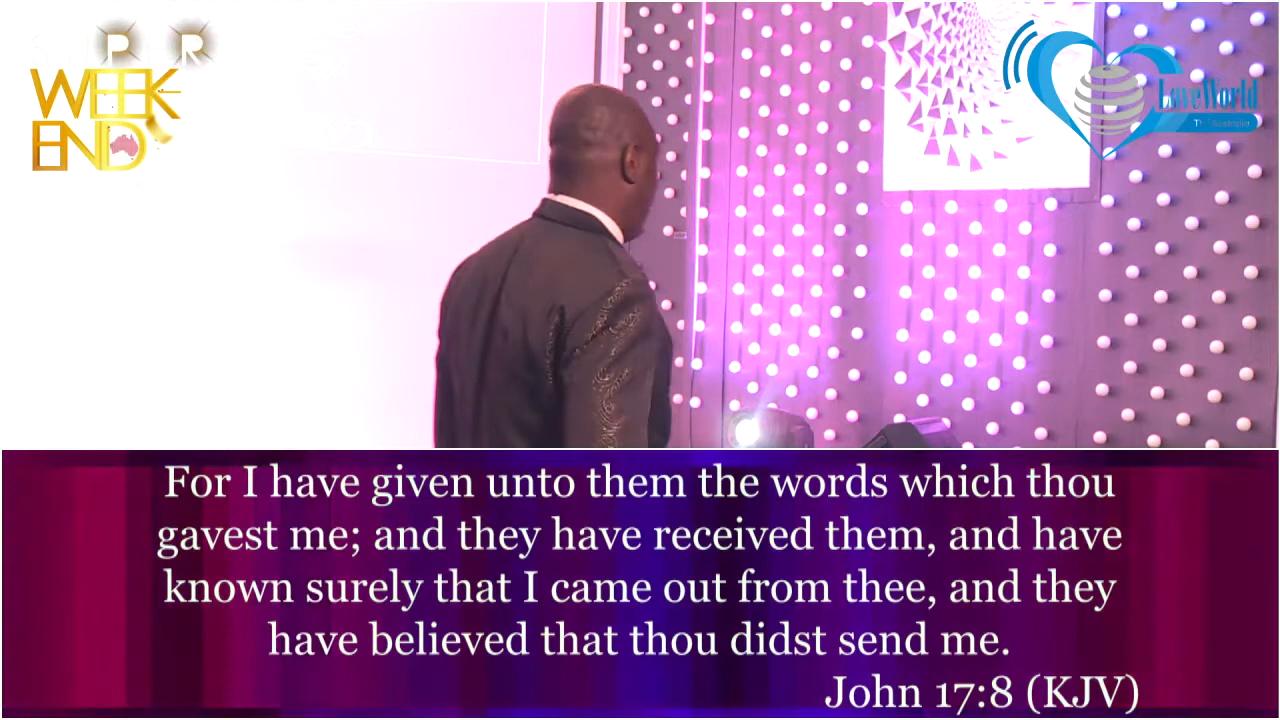 P R
WEEK
END
LoveWorld
For I have given unto them the words which thou
gavest me; and they have received them, and have
known surely that I came out from thee, and they
have believed that thou didst send me.
John 17:8 (KJV)